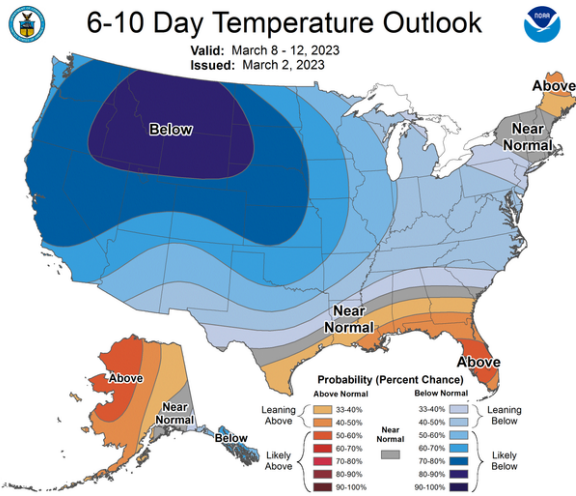 6-10 Day Temperature Outlook
NOAA
Valid: March 8 - 12, 2023
Issued: March 2, 2023
Below
Above
Near
Normal
Near
Normal
Above
Above
Near
Normal
Below
Probability (Percent Chance)
Above Normal
Below Normal
Leaning
Above
33-40%
40-50%
Likely
Above
50-60%
60-70%
70-80%
80-90%
90-100%
Near
Normal
33-40%
40-50%
Leaning
Below
50-60%
60-70%
70-80%
80-90%
90-100%
Likely
Below